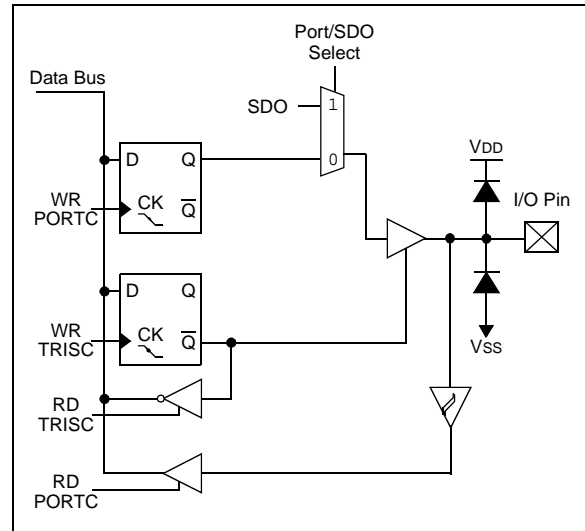 Port/SDO
Select
Data Bus
SDO
1
0
VDD
I/O Pin
D
Q
WR
PORTC
CK
Q
D
Q
WR
TRISC
CK
Q
VSS
RD
TRISC
RD
PORTC